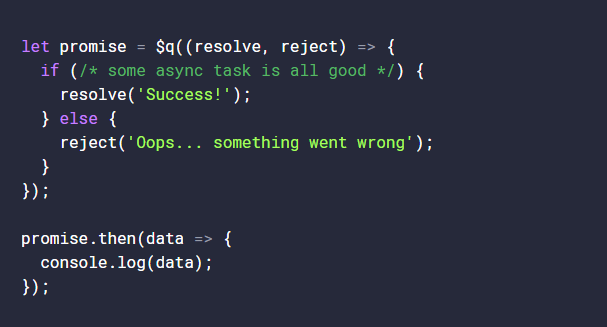 let promise = $q((resolve, reject) => {
  if (/* some async task is all good */) {
    resolve('Success!');
  } else {
    reject('Oops... something went wrong');
  }
});

promise.then(data => {
  console.log(data);
});